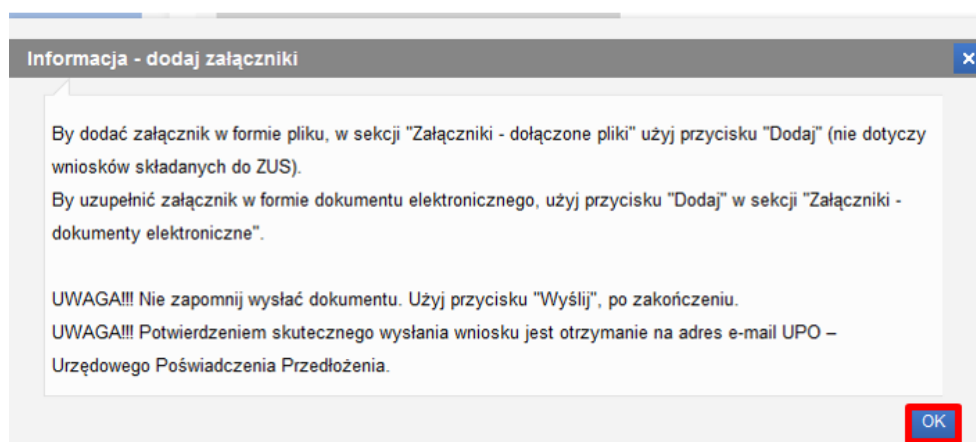 Informacja - dodaj załączniki
By dodać załącznik w formie pliku, w sekcji "Załączniki - dołączone pliki" użyj przycisku "Dodaj" (nie dotyczy
wniosków składanych do ZUS).
By uzupełnić załącznik w formie dokumentu elektronicznego, użyj przycisku "Dodaj" w sekcji "Załączniki -
dokumenty elektroniczne".
UWAGA!!! Nie zapomnij wysłać dokumentu. Użyj przycisku "Wyślij", po zakończeniu.
UWAGA!!! Potwierdzeniem skutecznego wysłania wniosku jest otrzymanie na adres e-mail UPO –
Urzędowego Poświadczenia Przedłożenia.
OK